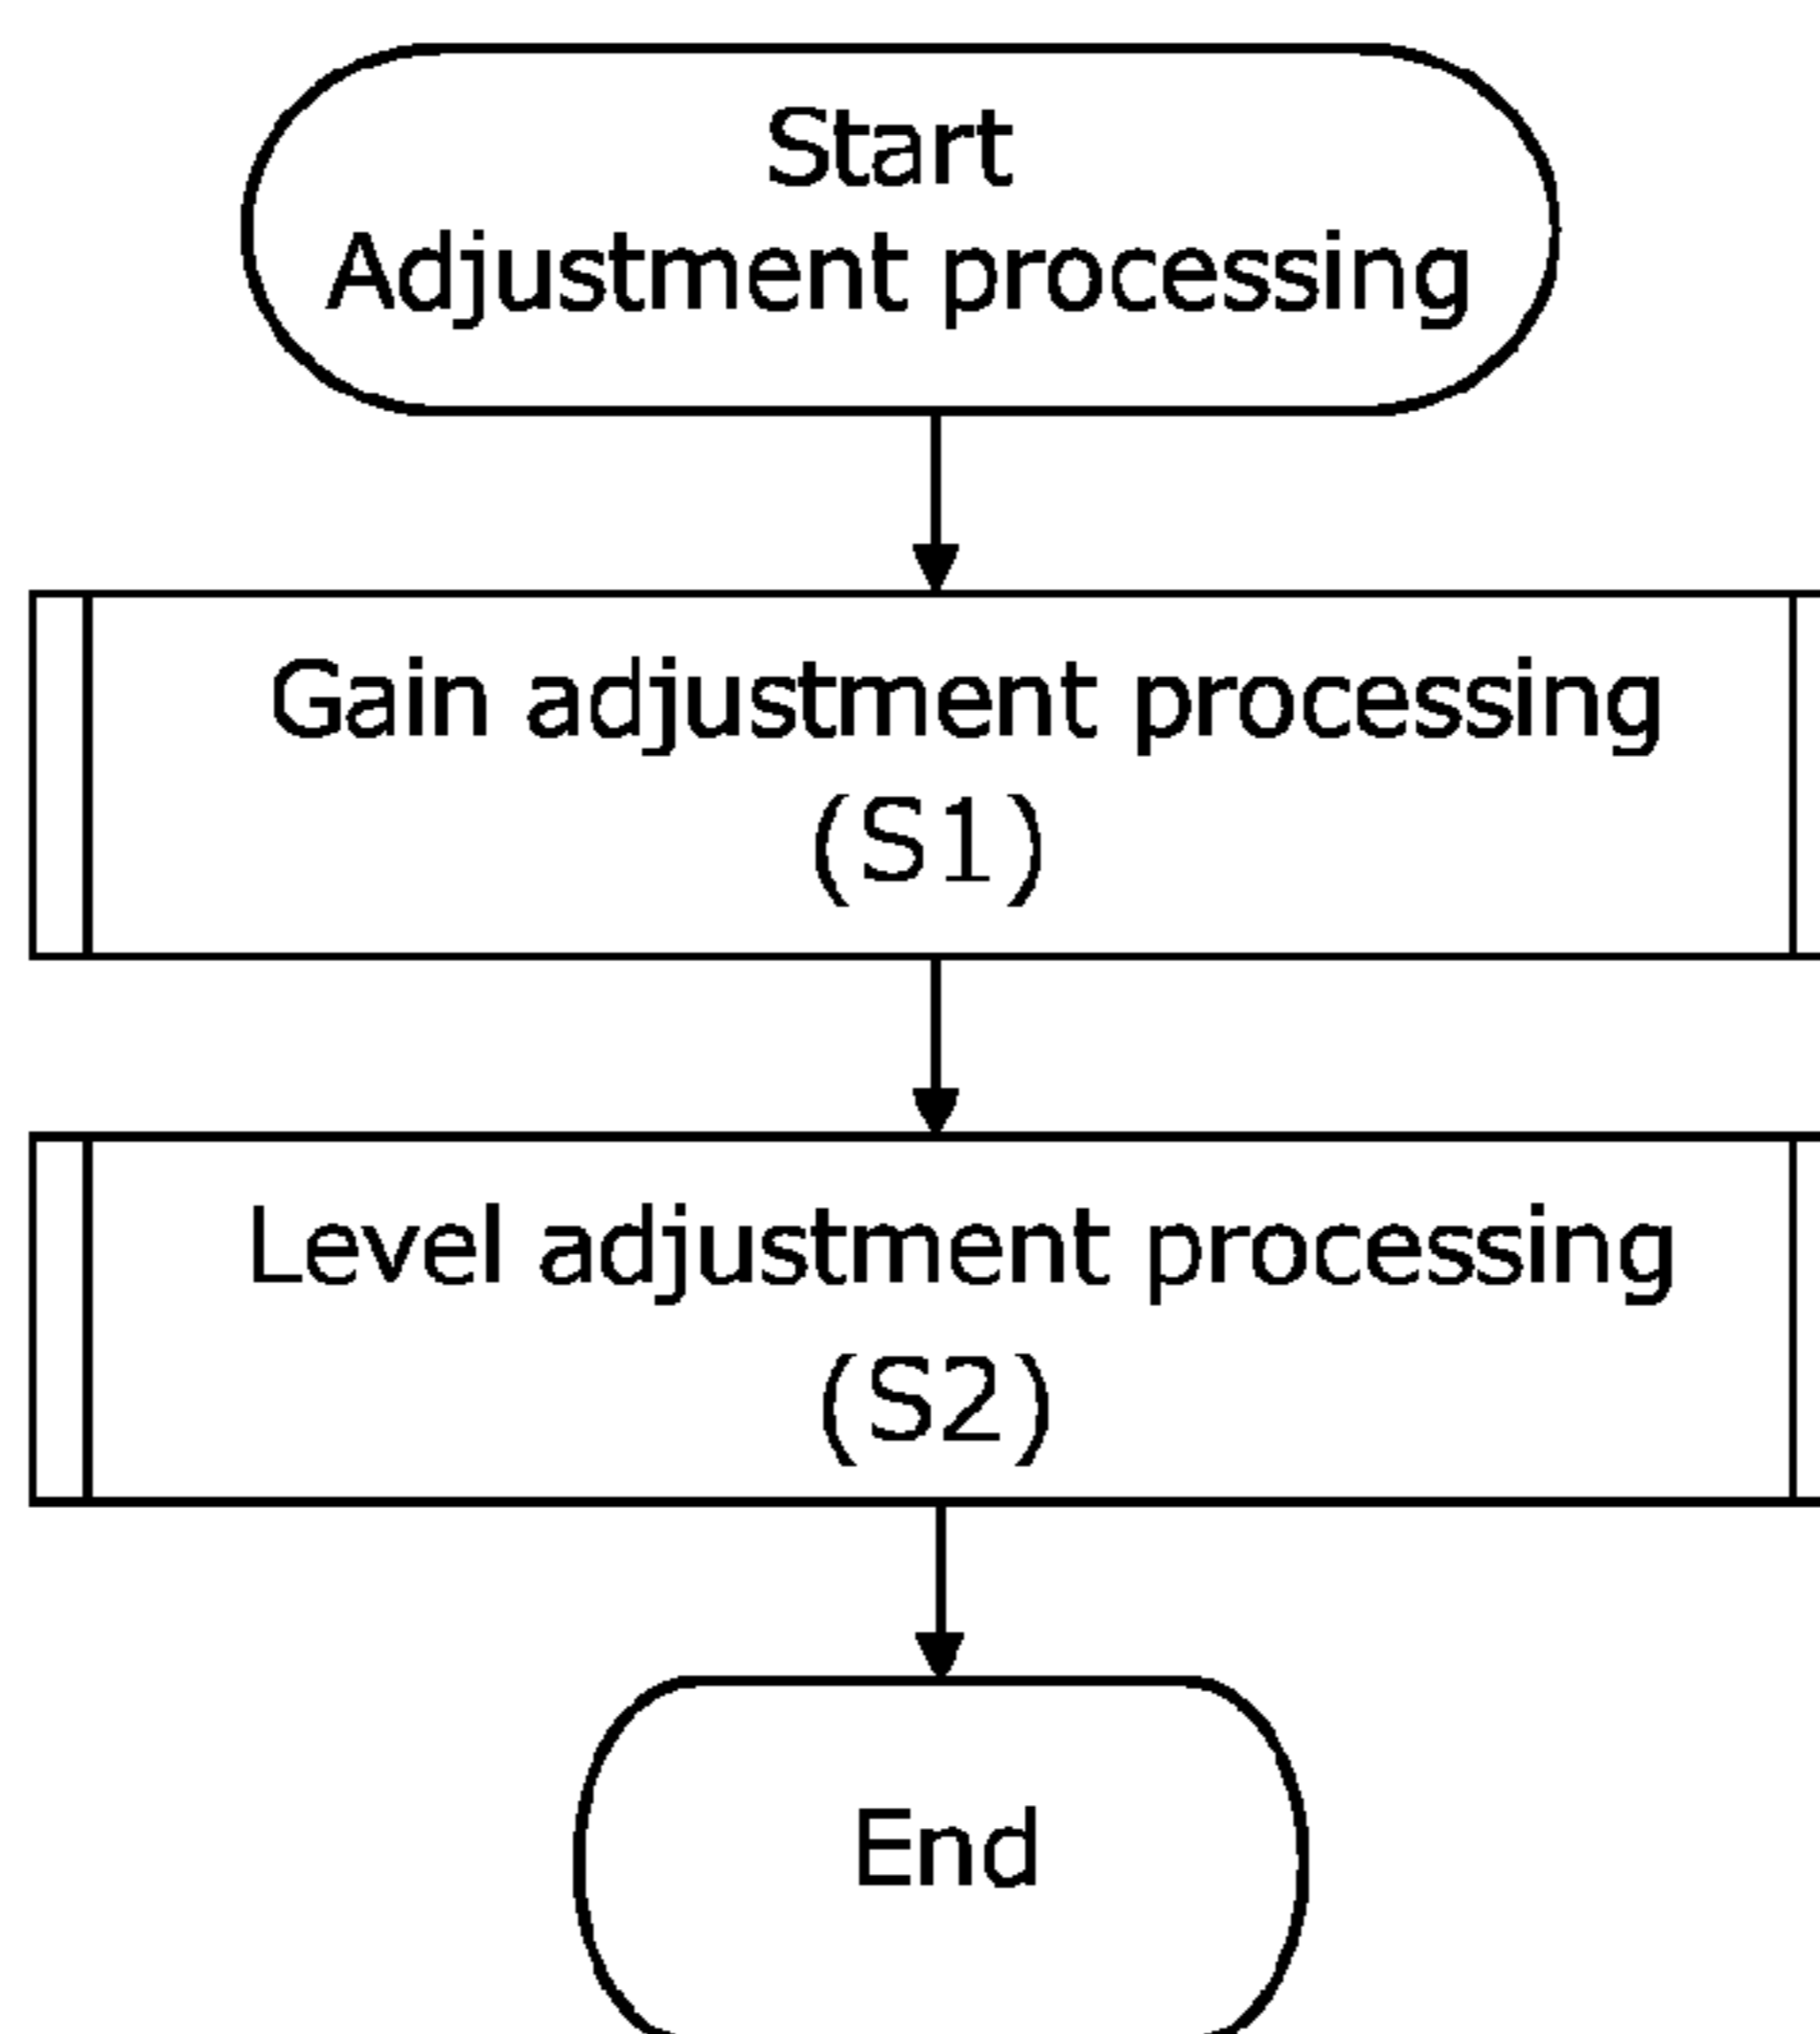 Start
Adjustment processing
Gain adjustment processing
(S1)
Level adjustment processing
(S2)
End